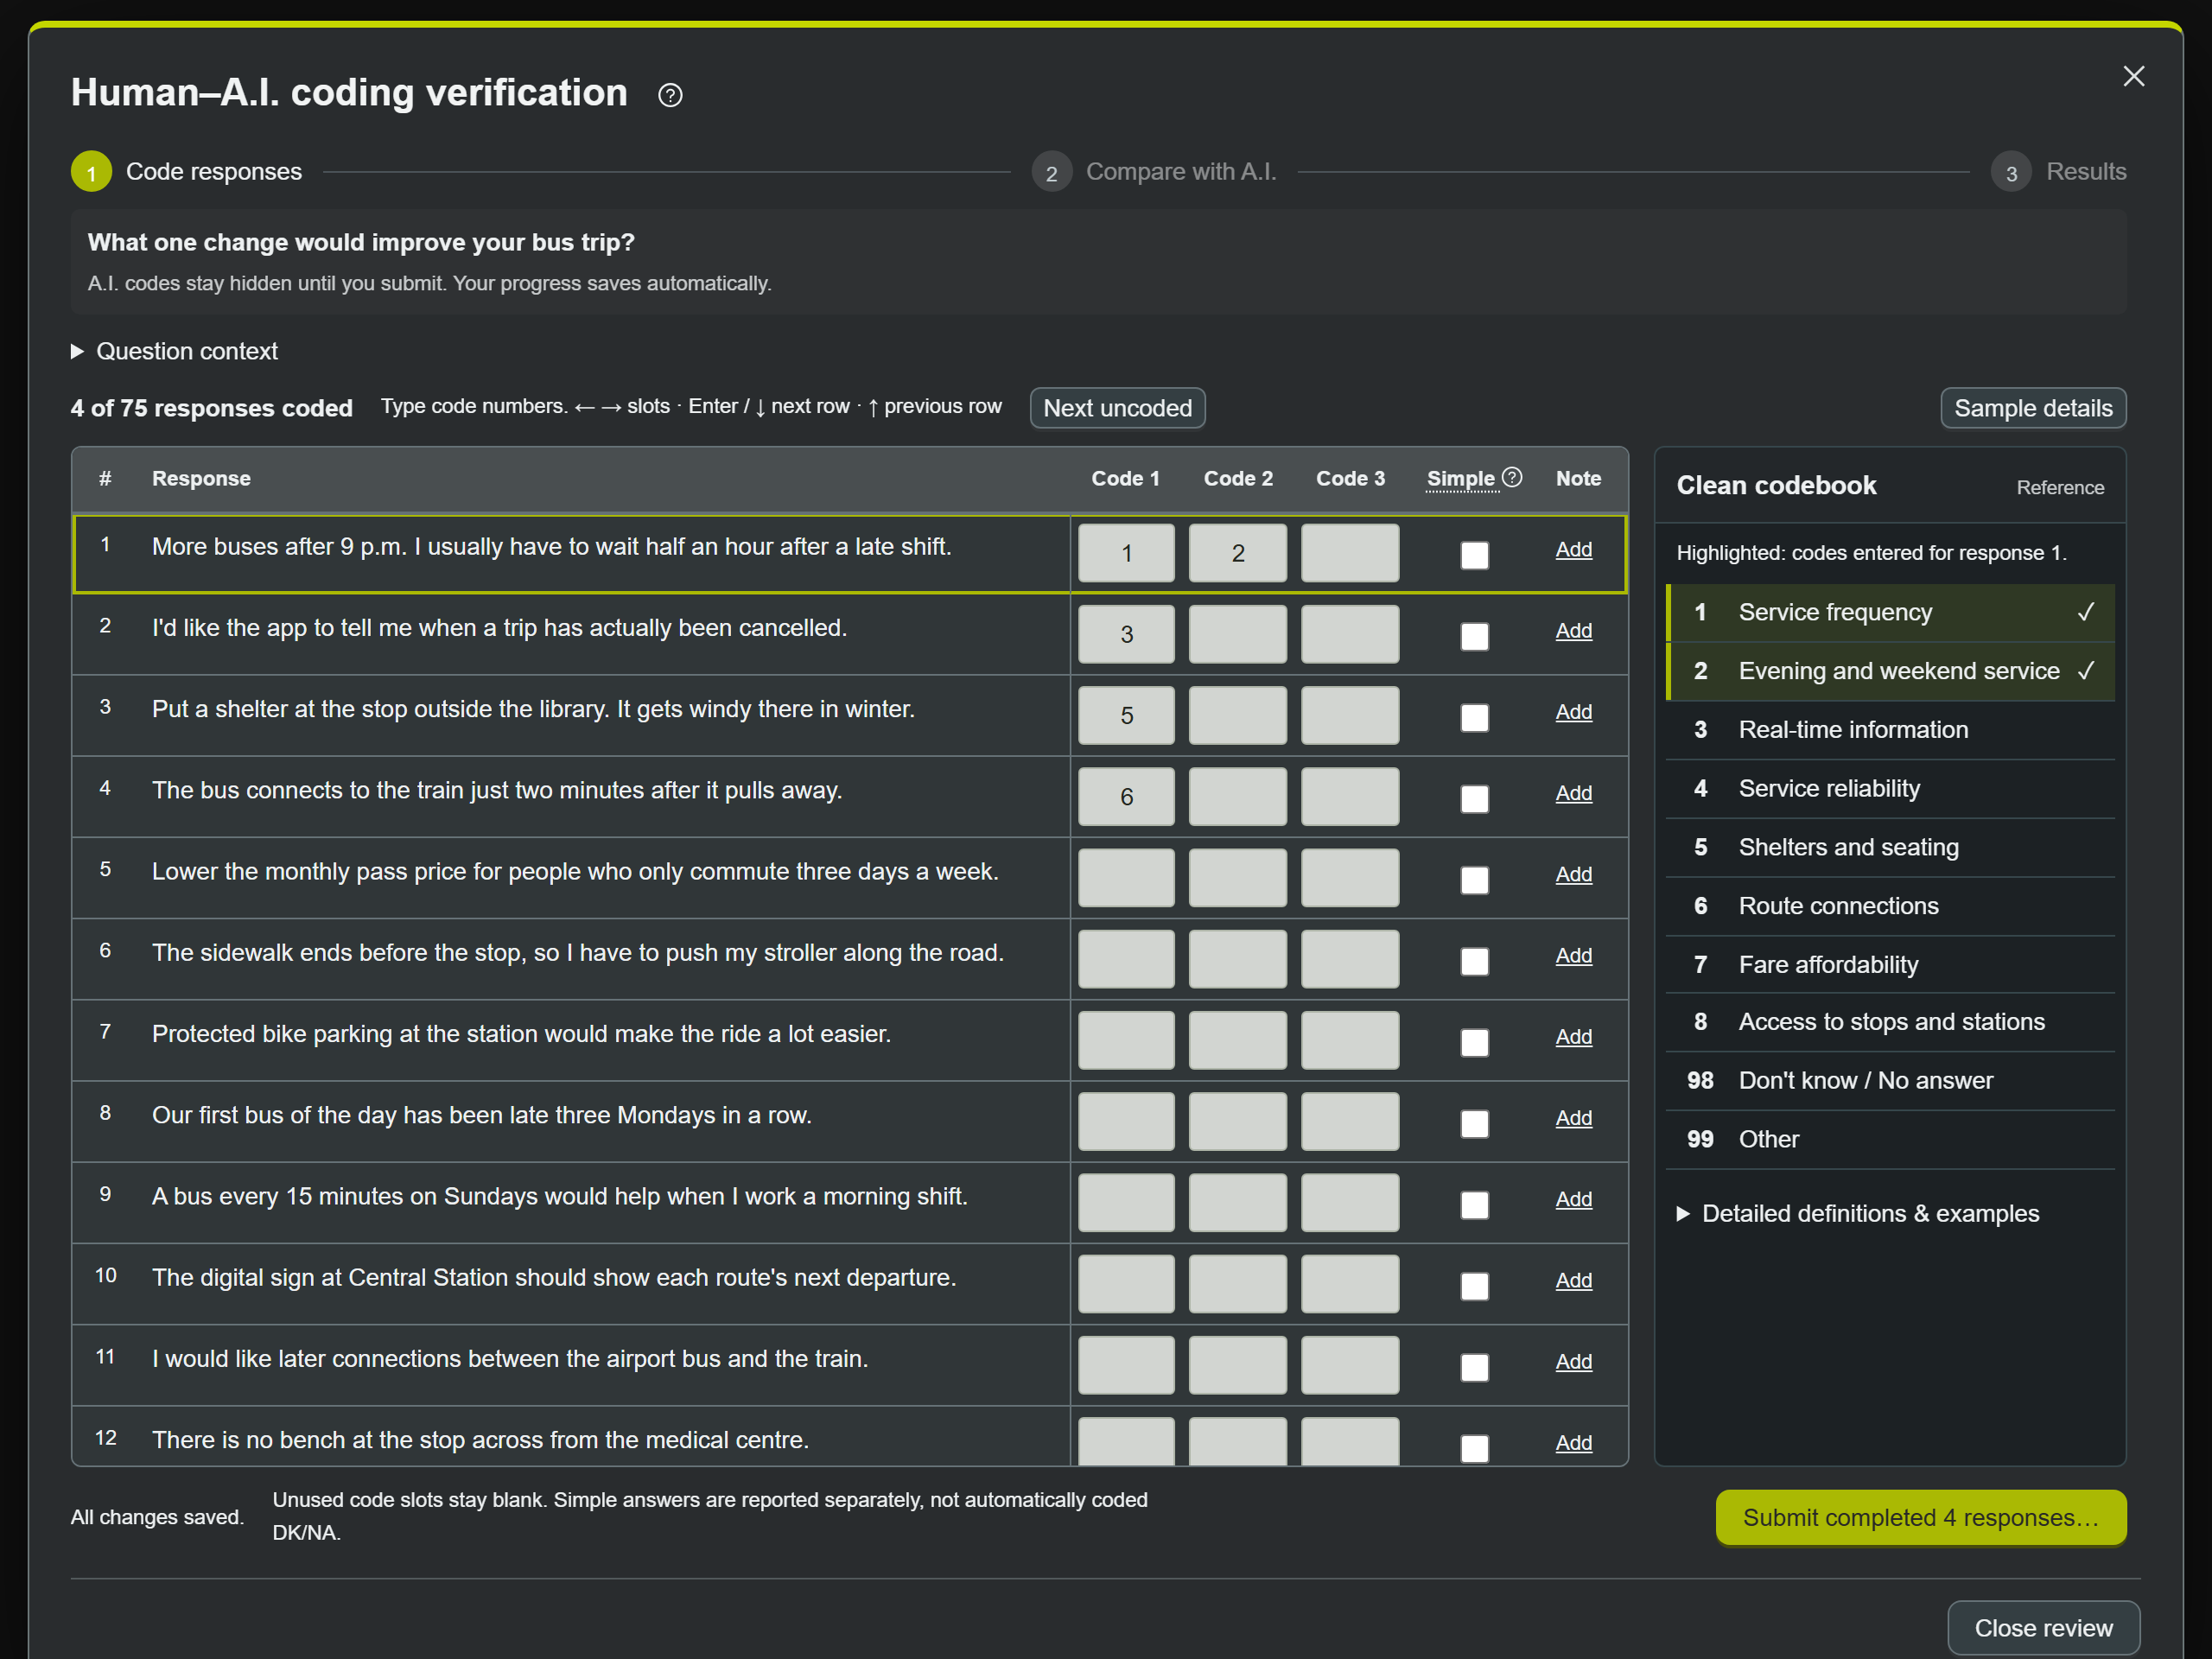 Human–A.I. coding verification ?
1 Code responses 2 Compare with A.I. 3 Results
What one change would improve your bus trip?
A.I. codes stay hidden until you submit. Your progress saves automatically.
▶ Question context
4 of 75 responses coded Type code numbers. ←→ slots · Enter / ↓ next row · ↑ previous row Next uncoded Sample details
# Response Code 1 Code 2 Code 3 Simple ? Note
1 More buses after 9 p.m. I usually have to wait half an hour after a late shift. 1 2 Add
2 I'd like the app to tell me when a trip has actually been cancelled. 3 Add
3 Put a shelter at the stop outside the library. It gets windy there in winter. 5 Add
4 The bus connects to the train just two minutes after it pulls away. 6 Add
5 Lower the monthly pass price for people who only commute three days a week. Add
6 The sidewalk ends before the stop, so I have to push my stroller along the road. Add
7 Protected bike parking at the station would make the ride a lot easier. Add
8 Our first bus of the day has been late three Mondays in a row. Add
9 A bus every 15 minutes on Sundays would help when I work a morning shift. Add
10 The digital sign at Central Station should show each route's next departure. Add
11 I would like later connections between the airport bus and the train. Add
12 There is no bench at the stop across from the medical centre. Add
Clean codebook Reference
Highlighted: codes entered for response 1.
1 Service frequency ✓
2 Evening and weekend service ✓
3 Real-time information
4 Service reliability
5 Shelters and seating
6 Route connections
7 Fare affordability
8 Access to stops and stations
98 Don't know / No answer
99 Other
▶ Detailed definitions & examples
All changes saved.
Unused code slots stay blank. Simple answers are reported separately, not automatically coded
DK/NA.
Submit completed 4 responses…
Close review